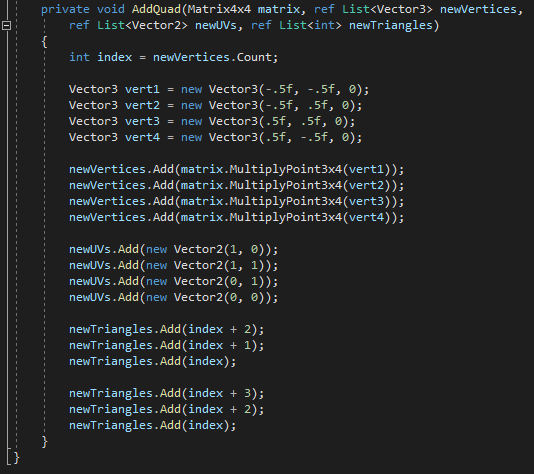 private void AddQuad(Matrix4x4 matrix, ref List<Vector3> newVertices,
ref List<Vector2> newUVs, ref List<int> newTriangles)
{
int index = newVertices.Count;
Vector3 vert1 = new Vector3(-.5f, -.5f, 0);
Vector3 vert2 = new Vector3(-.5f, .5f, 0);
Vector3 vert3 = new Vector3(.5f, .5f, 0);
Vector3 vert4 = new Vector3(.5f, -.5f, 0);
newVertices.Add(matrix.MultiplyPoint3x4(vert1));
newVertices.Add(matrix.MultiplyPoint3x4(vert2));
newVertices.Add(matrix.MultiplyPoint3x4(vert3));
newVertices.Add(matrix.MultiplyPoint3x4(vert4));
newUVs.Add(new Vector2(1, 0));
newUVs.Add(new Vector2(1, 1));
newUVs.Add(new Vector2(0, 1));
newUVs.Add(new Vector2(0, 0));
newTriangles.Add(index + 2);
newTriangles.Add(index + 1);
newTriangles.Add(index);
newTriangles.Add(index + 3);
newTriangles.Add(index + 2);
newTriangles.Add(index);
}
}